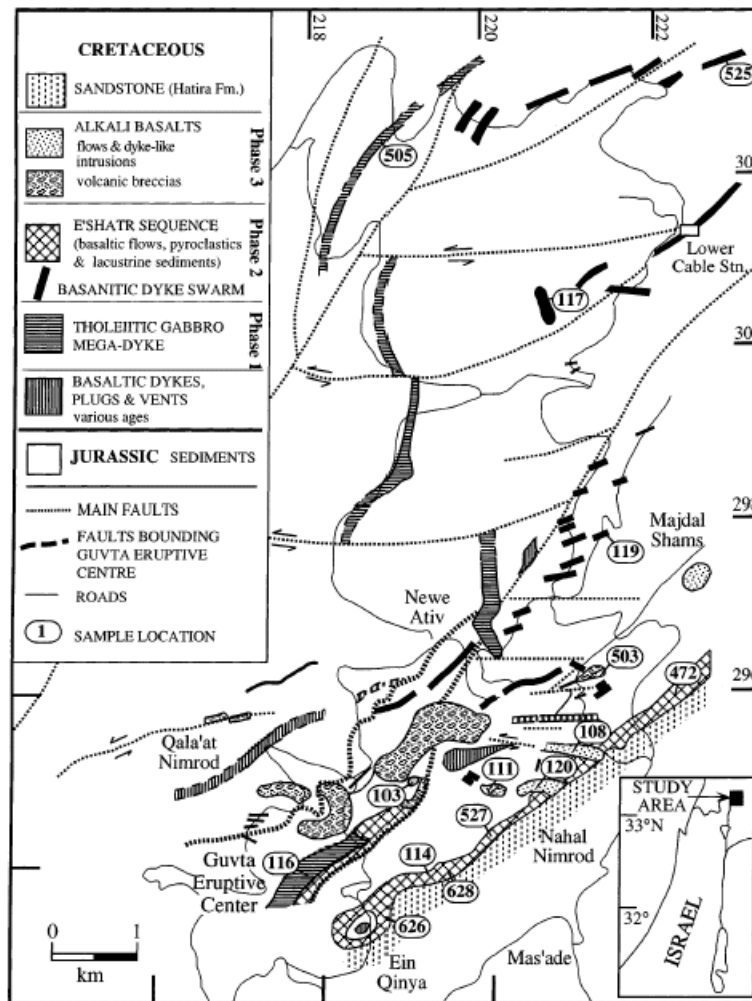 218
220
222
CRETACEOUS
SANDSTONE (Hatira Fm.)
ALKALI BASALTS
flows & dyke-like
intrusions
volcanic breccias
Phase 3
E'SHATR SEQUENCE
(basaltic flows, pyroclastics
& lacustrine sediments)
BASANITIC DYKE SWARM
Phase 2
THOLEIITIC GABBRO
MEGA-DYKE
Phase 1
BASALTIC DYKES,
PLUGS & VENTS
various ages
JURASSIC SEDIMENTS
MAIN FAULTS
FAULTS BOUNDING
GUVTA ERUPTIVE
CENTRE
ROADS
1 SAMPLE LOCATION
525
505
30
Lower
Cable Stn.
117
30
298
Majdal
Shams
119
Newe
Ativ
503
472
296
Qala'at
Nimrod
108
111
120
103
527
Nahal
Nimrod
116
Guvta
Eruptive
Center
114
628
626
Ein
Qinya
Mas'ade
0 1
km
STUDY
AREA
33°N
32°
ISRAEL